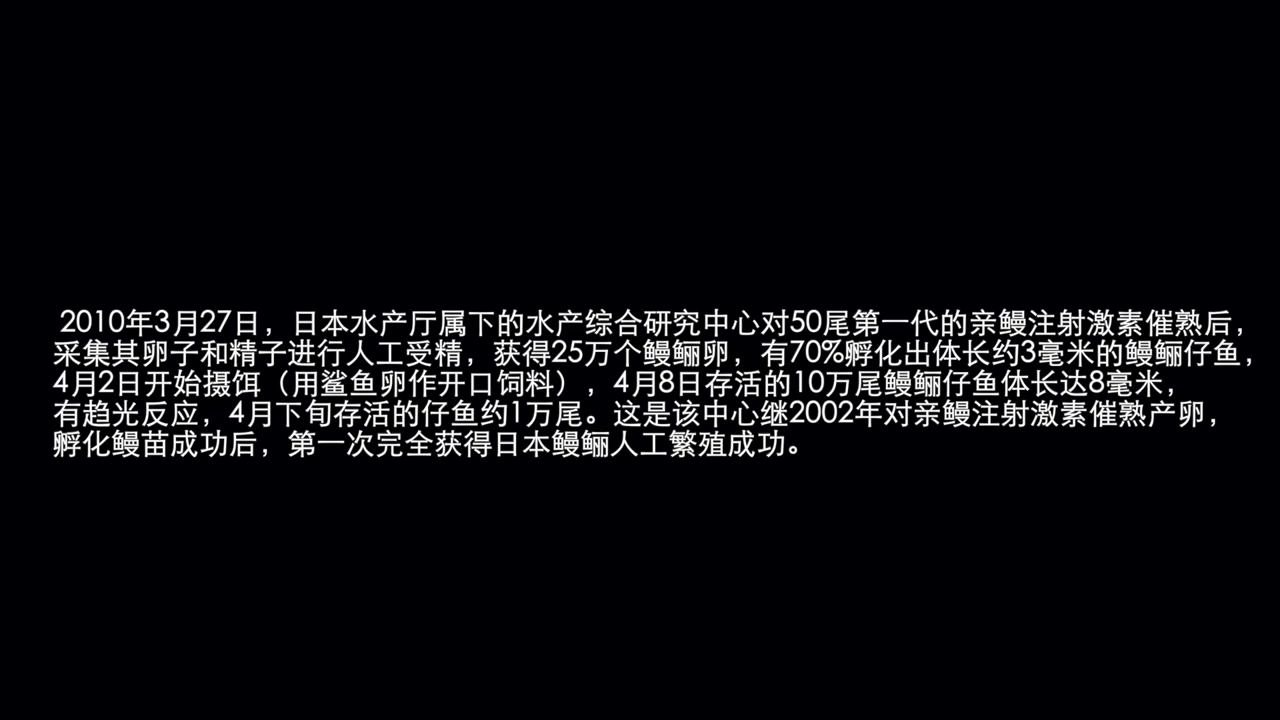 2010年3月27日，日本水产厅属下的水产综合研究中心对50尾第一代的亲鳗注射激素催熟后，
采集其卵子和精子进行人工受精，获得25万个鳗鲡卵，有70%孵化出体长约3毫米的鳗鲡仔鱼，
4月2日开始摄饵（用鲨鱼卵作开口饲料），4月8日存活的10万尾鳗鲡仔鱼体长达8毫米，
有趋光反应，4月下旬存活的仔鱼约1万尾。这是该中心继2002年对亲鳗注射激素催熟产卵，
孵化鳗苗成功后，第一次完全获得日本鳗鲡人工繁殖成功。